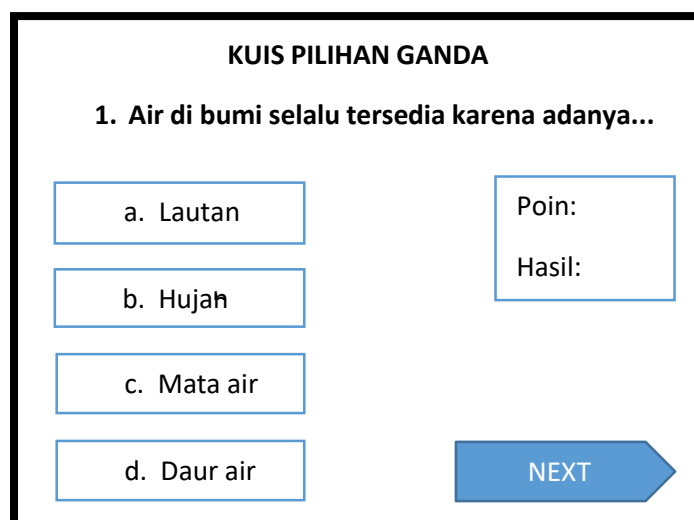 KUIS PILIHAN GANDA
1. Air di bumi selalu tersedia karena adanya...
a. Lautan
b. Hujan
c. Mata air
d. Daur air
Poin:
Hasil:
NEXT